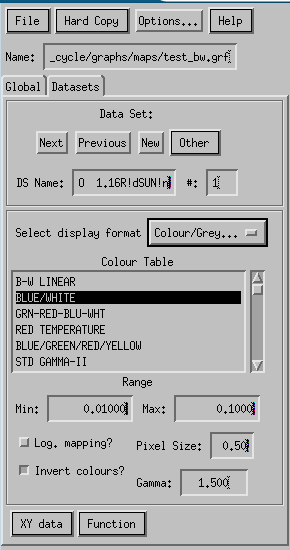 File Hard Copy Options... Help
Name: _cycle/graphs/maps/test_bw.grf
Global Datasets
Data Set:
Next Previous New Other
DS Name: O 1.16R!dSUN!n #: 1
Select display format Colour/Grey...
Colour Table
B-W LINEAR
BLUE/WHITE
GRN-RED-BLU-WHT
RED TEMPERATURE
BLUE/GREEN/RED/YELLOW
STD GAMMA-II
Range
Min: 0.01000 Max: 0.1000
Log. mapping? Pixel Size: 0.50
Invert colours?
Gamma: 1.500
XY data Function